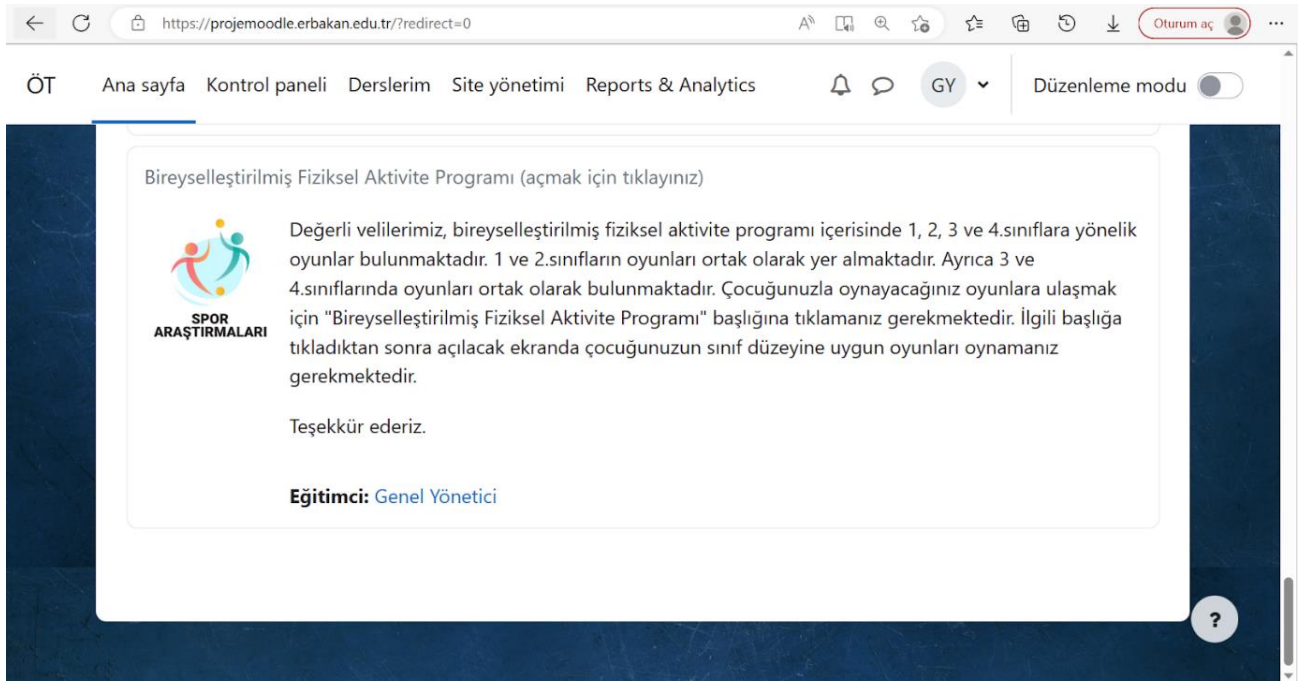 https://projemoodle.erbakan.edu.tr/?redirect=0
Oturum aç
ÖT Ana sayfa Kontrol paneli Derslerim Site yönetimi Reports & Analytics GY Düzenleme modu
Bireyselleştirilmiş Fiziksel Aktivite Programı (açmak için tıklayınız)
SPOR
ARAŞTIRMALARI
Değerli velilerimiz, bireyselleştirilmiş fiziksel aktivite programı içerisinde 1, 2, 3 ve 4.sınıflara yönelik
oyunlar bulunmaktadır. 1 ve 2.sınıfların oyunları ortak olarak yer almaktadır. Ayrıca 3 ve
4.sınıflarında oyunları ortak olarak bulunmaktadır. Çocuğunuzla oynayacağınız oyunlara ulaşmak
için "Bireyselleştirilmiş Fiziksel Aktivite Programı" başlığına tıklamanız gerekmektedir. İlgili başlığa
tıkladıktan sonra açılacak ekranda çocuğunuzun sınıf düzeyine uygun oyunları oynamanız
gerekmektedir.
Teşekkür ederiz.
Eğitimci: Genel Yönetici
?